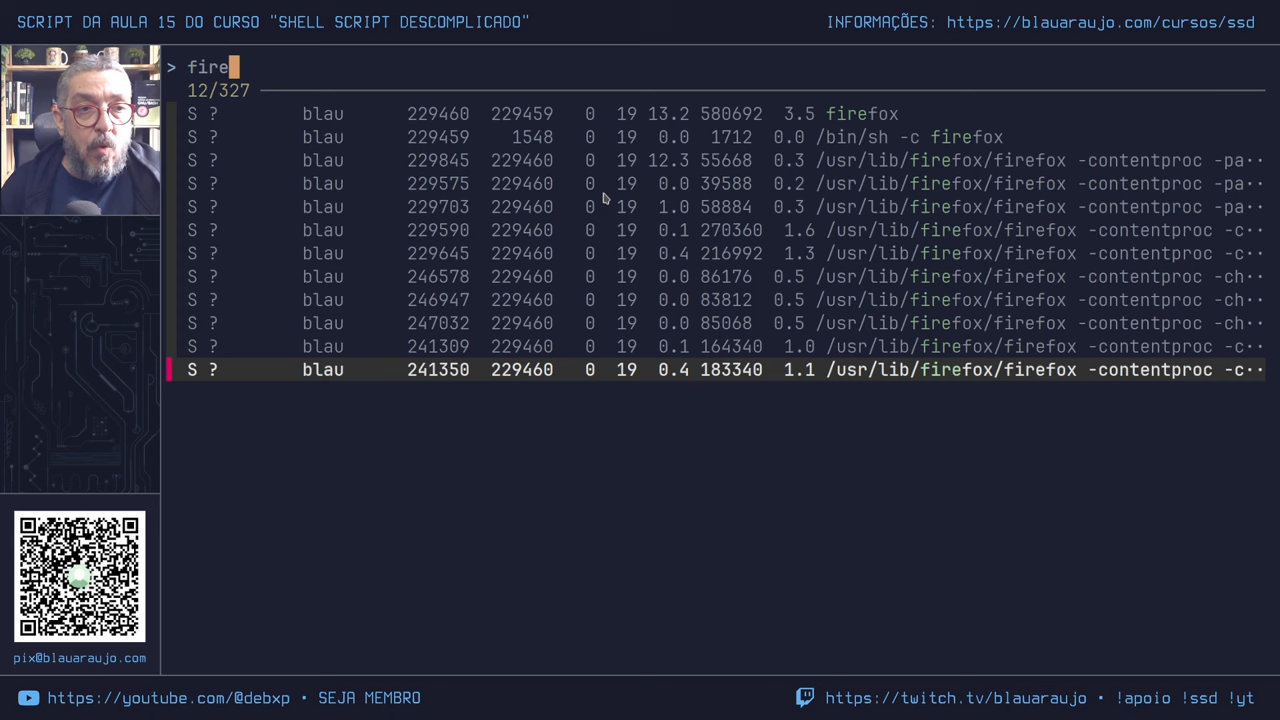 SCRIPT DA AULA 15 DO CURSO "SHELL SCRIPT DESCOMPLICADO"
INFORMAÇÕES: https://blauaraujo.com/cursos/ssd
> fire
12/327
S ? blau 229460 229459 0 19 13.2 580692 3.5 firefox
S ? blau 229459 1548 0 19 0.0 1712 0.0 /bin/sh -c firefox
S ? blau 229845 229460 0 19 12.3 55668 0.3 /usr/lib/firefox/firefox -contentproc -pa··
S ? blau 229575 229460 0 19 0.0 39588 0.2 /usr/lib/firefox/firefox -contentproc -pa··
S ? blau 229703 229460 0 19 1.0 58884 0.3 /usr/lib/firefox/firefox -contentproc -pa··
S ? blau 229590 229460 0 19 0.1 270360 1.6 /usr/lib/firefox/firefox -contentproc -c··
S ? blau 229645 229460 0 19 0.4 216992 1.3 /usr/lib/firefox/firefox -contentproc -c··
S ? blau 246578 229460 0 19 0.0 86176 0.5 /usr/lib/firefox/firefox -contentproc -ch··
S ? blau 246947 229460 0 19 0.0 83812 0.5 /usr/lib/firefox/firefox -contentproc -ch··
S ? blau 247032 229460 0 19 0.0 85068 0.5 /usr/lib/firefox/firefox -contentproc -ch··
S ? blau 241309 229460 0 19 0.1 164340 1.0 /usr/lib/firefox/firefox -contentproc -c··
S ? blau 241350 229460 0 19 0.4 183340 1.1 /usr/lib/firefox/firefox -contentproc -c··
pix@blauaraujo.com
https://youtube.com/@debxp • SEJA MEMBRO
https://twitch.tv/blauaraujo • !apoio !ssd !yt